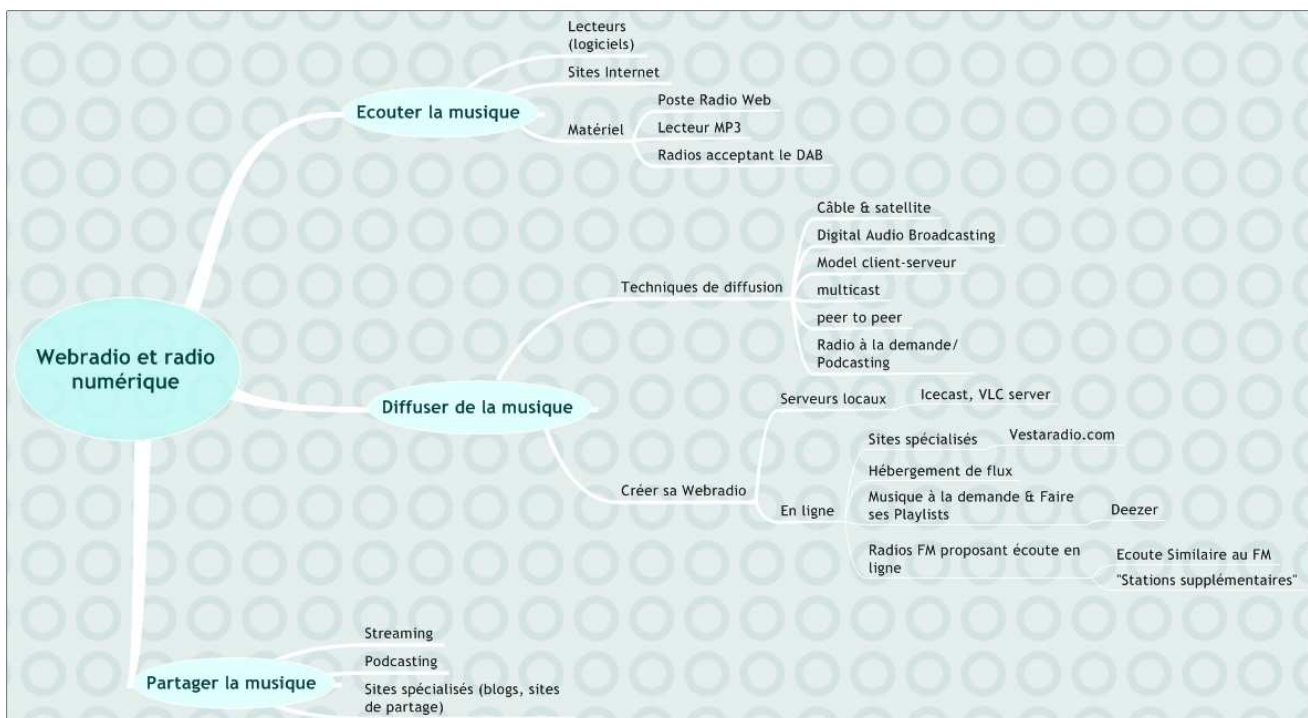 Webradio et radio
numérique
Ecouter la musique
Lecteurs
(logiciels)
Sites Internet
Matériel
Poste Radio Web
Lecteur MP3
Radios acceptant le DAB
Diffuser de la musique
Techniques de diffusion
Câble & satellite
Digital Audio Broadcasting
Model client-serveur
multicast
peer to peer
Radio à la demande/
Podcasting
Créer sa Webradio
Serveurs locaux
Icecast, VLC server
En ligne
Sites spécialisés
Vestaradio.com
Hébergement de flux
Musique à la demande & Faire
ses Playlists
Deezer
Radios FM proposant écoute en
ligne
Ecoute Similaire au FM
"Stations supplémentaires"
Partager la musique
Streaming
Podcasting
Sites spécialisés (blogs, sites
de partage)